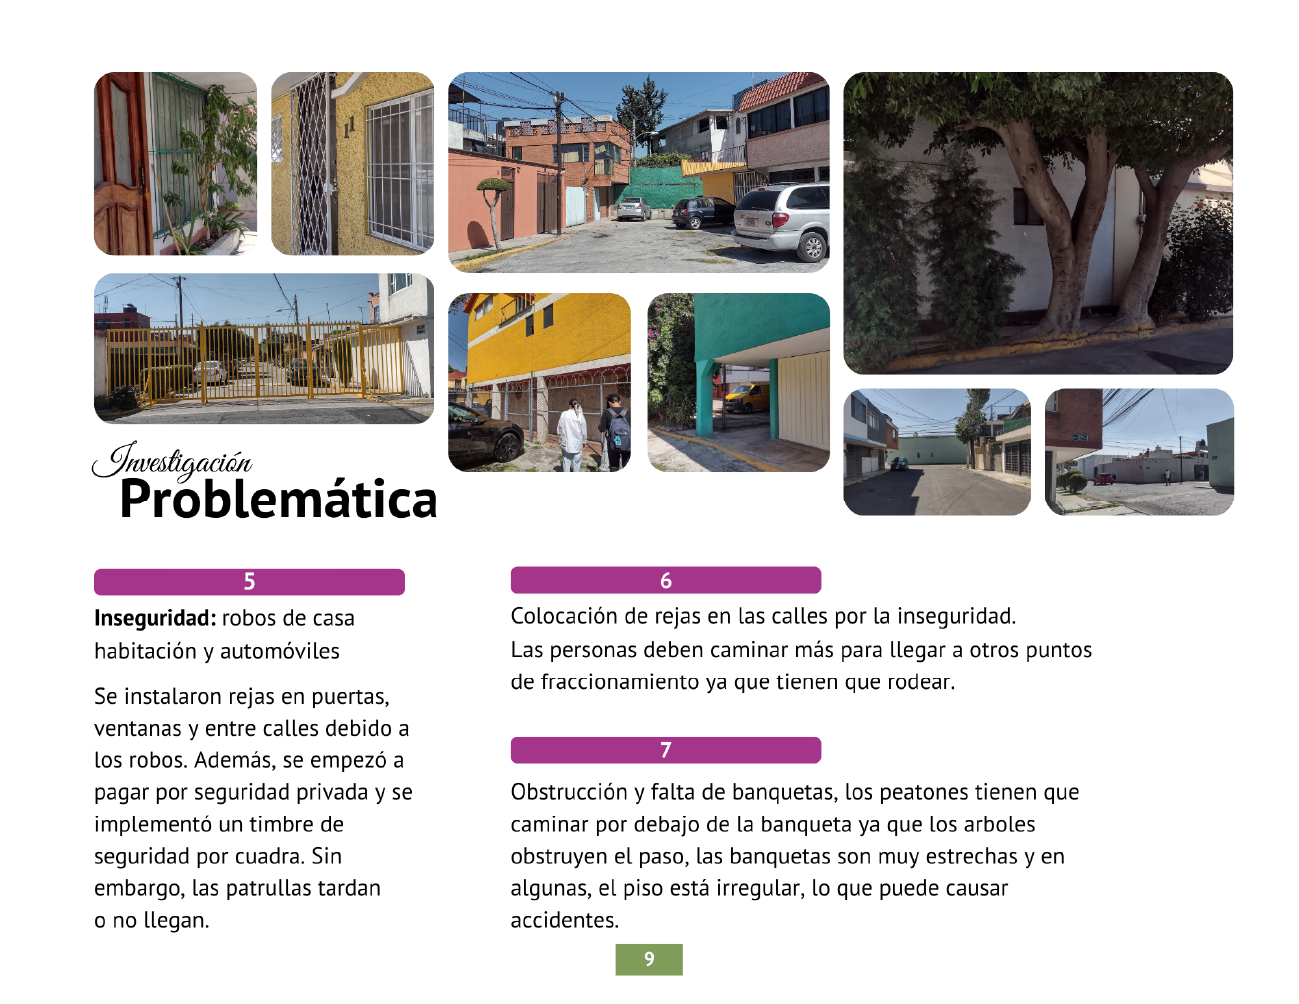 11
Investigación
Problemática
5
Inseguridad: robos de casa
habitación y automóviles
Se instalaron rejas en puertas,
ventanas y entre calles debido a
los robos. Además, se empezó a
pagar por seguridad privada y se
implementó un timbre de
seguridad por cuadra. Sin
embargo, las patrullas tardan
o no llegan.
6
Colocación de rejas en las calles por la inseguridad.
Las personas deben caminar más para llegar a otros puntos
de fraccionamiento ya que tienen que rodear.
7
Obstrucción y falta de banquetas, los peatones tienen que
caminar por debajo de la banqueta ya que los arboles
obstruyen el paso, las banquetas son muy estrechas y en
algunas, el piso está irregular, lo que puede causar
accidentes.
9